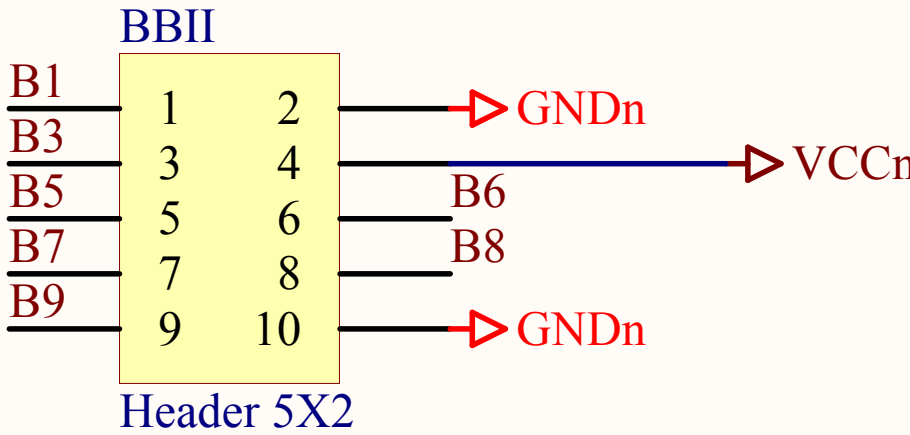 BBII
B1 1 2 GNDn
B3 3 4 VCCn
B5 5 6 B6
B7 7 8 B8
B9 9 10 GNDn
Header 5X2